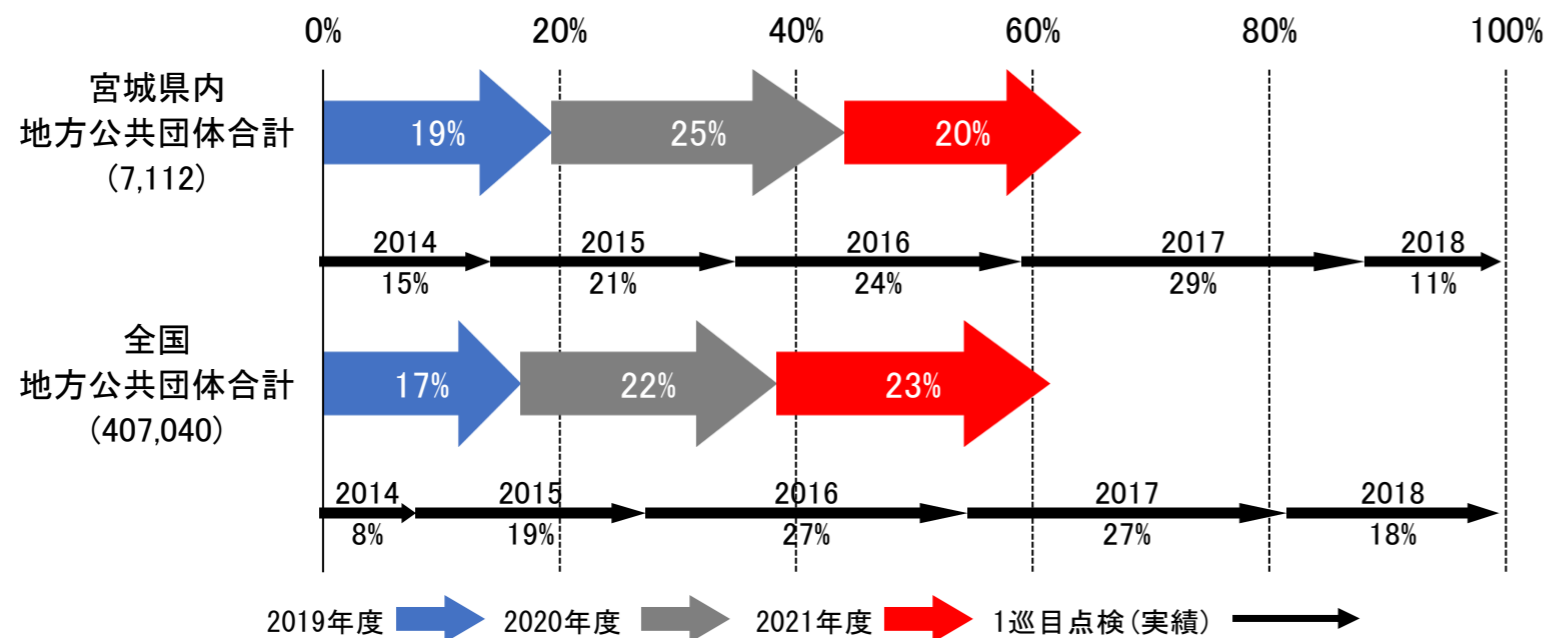 0% 20% 40% 60% 80% 100%
宮城県内
地方公共団体合計
(7,112)
19% 25% 20%
2014 2015 2016 2017 2018
15% 21% 24% 29% 11%
全国
地方公共団体合計
(407,040)
17% 22% 23%
2014 2015 2016 2017 2018
8% 19% 27% 27% 18%
2019年度 2020年度 2021年度 1巡目点検(実績)